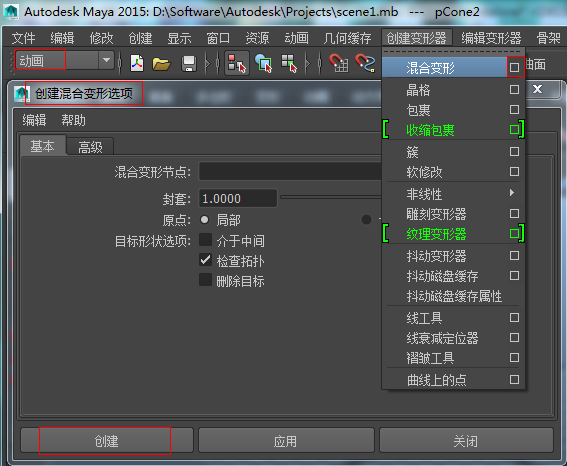 Autodesk Maya 2015: D:\Software\Autodesk\Projects\scene1.mb --- pCone2
文件 编辑 修改 创建 显示 窗口 资源 动画 几何缓存 创建变形器 编辑变形器 骨架
动画
曲面
混合变形
创建混合变形选项
晶格
编辑 帮助
包裹
收缩包裹
基本 高级
簇
混合变形节点:
软修改
封套: 1.0000
非线性
原点: 局部
雕刻变形器
目标形状选项: 介于中间
纹理变形器
检查拓扑
抖动变形器
删除目标
抖动磁盘缓存
抖动磁盘缓存属性
线工具
线衰减定位器
褶皱工具
曲线上的点
创建 应用 关闭